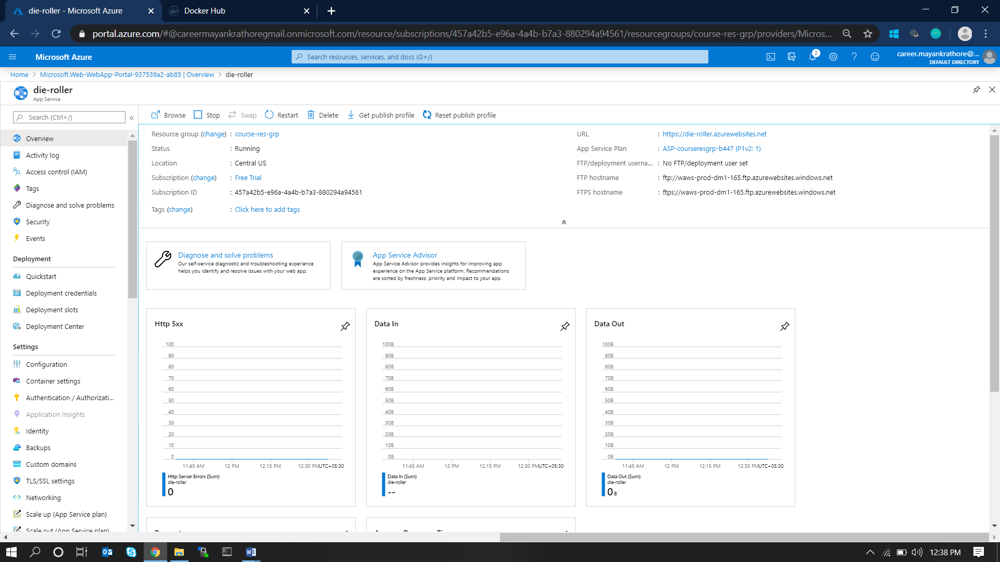 die-roller - Microsoft Azure
Docker Hub
portal.azure.com/#@careermayankrathoregmail.onmicrosoft.com/resource/subscriptions/457a42b5-e96a-4a4b-b7a3-880294a94561/resourcegroups/course-res-grp/providers/Micros...
m
Microsoft Azure
Search resources, services, and docs (G+/)
2
career.mayankrathore@...
DEFAULT DIRECTORY
Home > Microsoft.Web-WebApp-Portal-937539a2-ab85 | Overview > die-roller
die-roller
App Service
Search (Ctrl+/)
«
Overview
Activity log
Access control (IAM)
Tags
Diagnose and solve problems
Security
Events
Deployment
Quickstart
Deployment credentials
Deployment slots
Deployment Center
Settings
Configuration
Container settings
Authentication / Authorizati...
Application Insights
Identity
Backups
Custom domains
TLS/SSL settings
Networking
Scale up (App Service plan)
Scale out (App Service plan)
Browse Stop Swap Restart Delete Get publish profile Reset publish profile
Resource group (change) : course-res-grp
Status : Running
Location : Central US
Subscription (change) : Free Trial
Subscription ID : 457a42b5-e96a-4a4b-b7a3-880294a94561
Tags (change) : Click here to add tags
URL : https://die-roller.azurewebsites.net
App Service Plan : ASP-courseresgrp-b447 (P1v2: 1)
FTP/deployment userna... : No FTP/deployment user set
FTP hostname : ftp://waws-prod-dm1-165.ftp.azurewebsites.windows.net
FTPS hostname : ftps://waws-prod-dm1-165.ftp.azurewebsites.windows.net
Diagnose and solve problems
Our self-service diagnostic and troubleshooting experience
helps you identify and resolve issues with your web app.
App Service Advisor
App Service Advisor provides insights for improving app
experience on the App Service platform. Recommendations
are sorted by freshness, priority and impact to your app.
Http 5xx
100
90
80
70
60
50
40
30
20
10
0
11:45 AM 12 PM 12:15 PM 12:30 PM UTC+05:30
Http Server Errors (Sum)
die-roller
0
Data In
100B
90B
80B
70B
60B
50B
40B
30B
20B
10B
0B
11:45 AM 12 PM 12:15 PM 12:30 PM UTC+05:30
Data In (Sum)
die-roller
--
Data Out
100B
90B
80B
70B
60B
50B
40B
30B
20B
10B
0B
11:45 AM 12 PM 12:15 PM 12:30 PM UTC+05:30
Data Out (Sum)
die-roller
0 B
12:38 PM